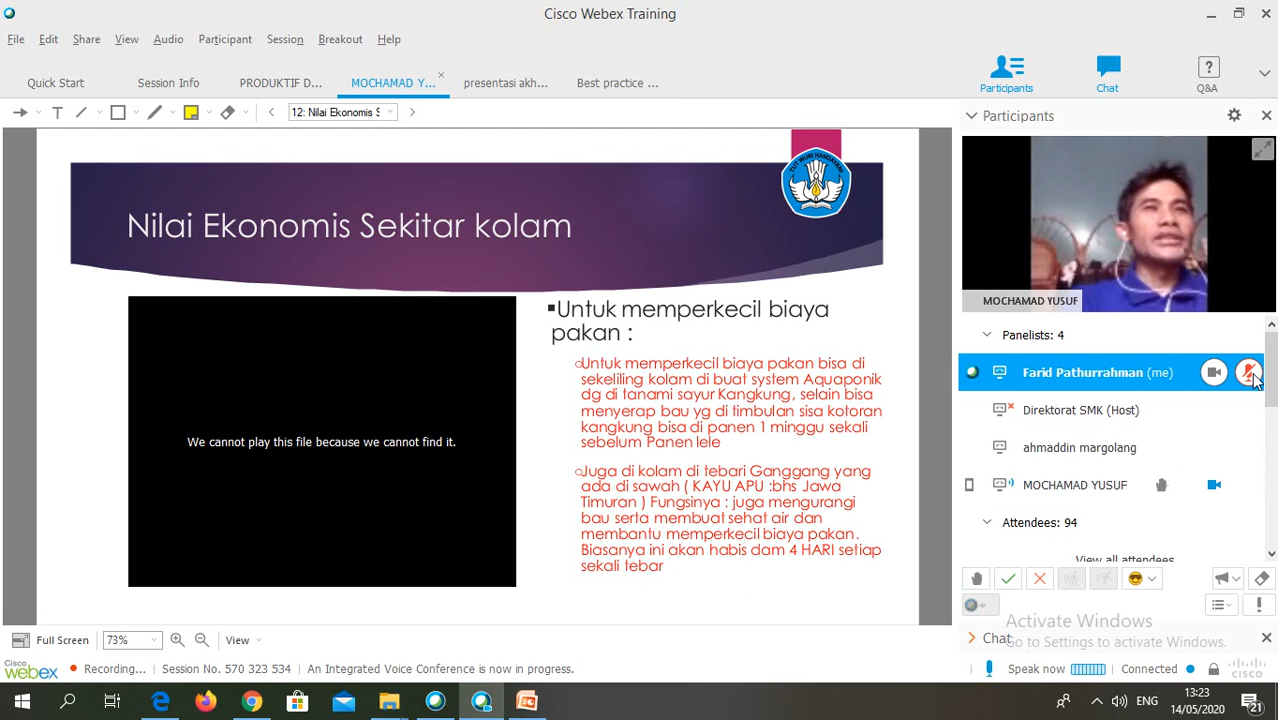 Cisco Webex Training
File Edit Share View Audio Participant Session Breakout Help
Quick Start Session Info PRODUKTIF D... MOCHAMAD Y... presentasi akh... Best practice ...
Participants Chat Q&A
T 12: Nilai Ekonomis S
Participants
TUT WURI HANDAYANI
Nilai Ekonomis Sekitar kolam
MOCHAMAD YUSUF
We cannot play this file because we cannot find it.
Untuk memperkecil biaya
pakan :
Untuk memperkecil biaya pakan bisa di
sekeliling kolam di buat system Aquaponik
dg di tanami sayur Kangkung, selain bisa
menyerap bau yg di timbulan sisa kotoran
kangkung bisa di panen 1 minggu sekali
sebelum Panen lele
Juga di kolam di tebari Ganggang yang
ada di sawah ( KAYU APU :bhs Jawa
Timuran ) Fungsinya : juga mengurangi
bau serta membuat sehat air dan
membantu memperkecil biaya pakan.
Biasanya ini akan habis dam 4 HARI setiap
sekali tebar
Panelists: 4
Farid Pathurrahman (me)
Direktorat SMK (Host)
ahmaddin margolang
MOCHAMAD YUSUF
Attendees: 94
View all attendees
Activate Windows
Go to Settings to activate Windows.
Chat
Full Screen 73% View
Cisco
webex Recording... Session No. 570 323 534 An Integrated Voice Conference is now in progress. Speak now Connected cisco
ENG 13:23
14/05/2020 21